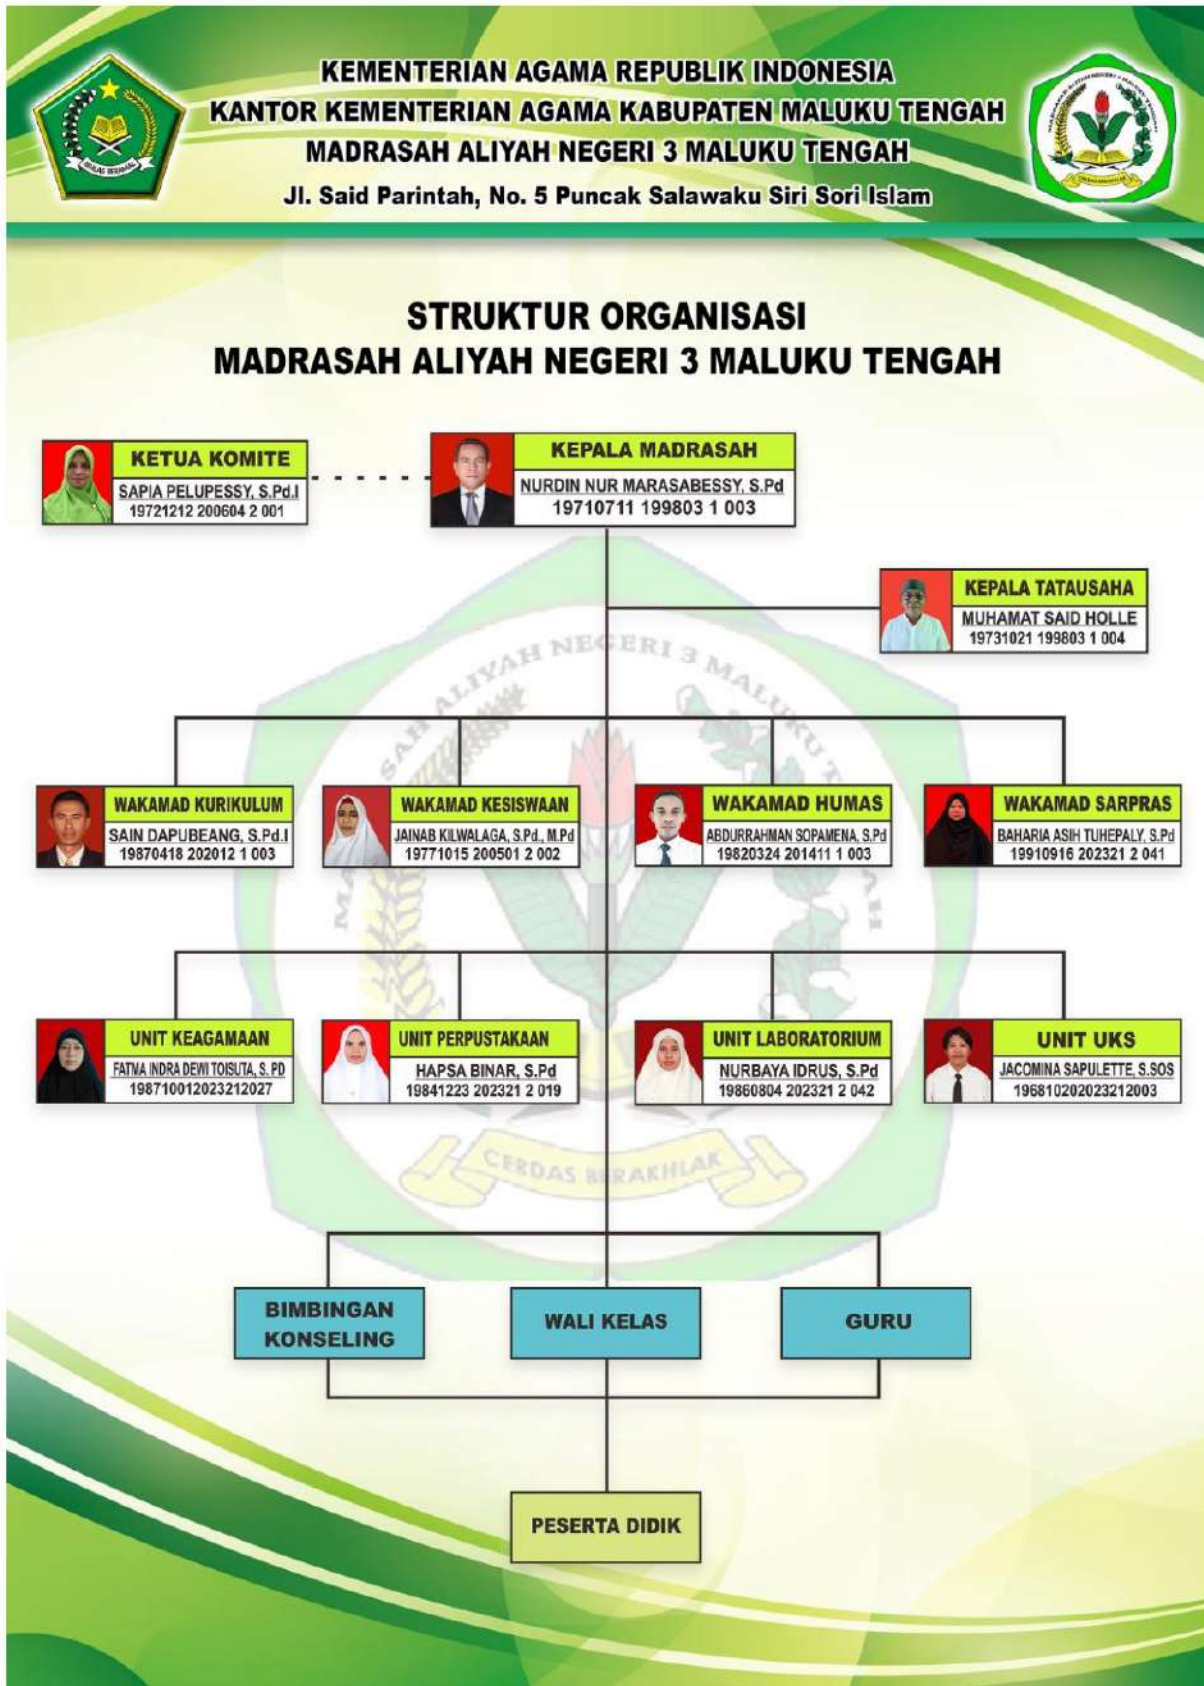 KEMENTERIAN AGAMA REPUBLIK INDONESIA
KANTOR KEMENTERIAN AGAMA KABUPATEN MALUKU TENGAH
MADRASAH ALIYAH NEGERI 3 MALUKU TENGAH
Jl. Said Parintah, No. 5 Puncak Salawaku Siri Sori Islam
STRUKTUR ORGANISASI
MADRASAH ALIYAH NEGERI 3 MALUKU TENGAH
KETUA KOMITE
SAPIA PELUPESSY, S.Pd.I
19721212 200604 2 001
KEPALA MADRASAH
NURDIN NUR MARASABESSY, S.Pd
19710711 199803 1 003
KEPALA TATAUSAHA
MUHAMAT SAID HOLLE
19731021 199803 1 004
WAKAMAD KURIKULUM
SAIN DAPUBEANG, S.Pd.I
19870418 202012 1 003
WAKAMAD KESISWAAN
JAINAB KILWALAGA, S.Pd., M.Pd
19771015 200501 2 002
WAKAMAD HUMAS
ABDURRAHMAN SOPAMENA, S.Pd
19820324 201411 1 003
WAKAMAD SARPRAS
BAHARIA ASIH TUHEPALY, S.Pd
19910916 202321 2 041
UNIT KEAGAMAAN
FATMA INDRA DEWI TOISUTA, S. PD
198710012023212027
UNIT PERPUSTAKAAN
HAPSA BINAR, S.Pd
19841223 202321 2 019
UNIT LABORATORIUM
NURBAYA IDRUS, S.Pd
19860804 202321 2 042
UNIT UKS
JACOMINA SAPULETTE, S.SOS
196810202023212003
CERDAS BERAKHLAK
BIMBINGAN
KONSELING
WALI KELAS
GURU
PESERTA DIDIK